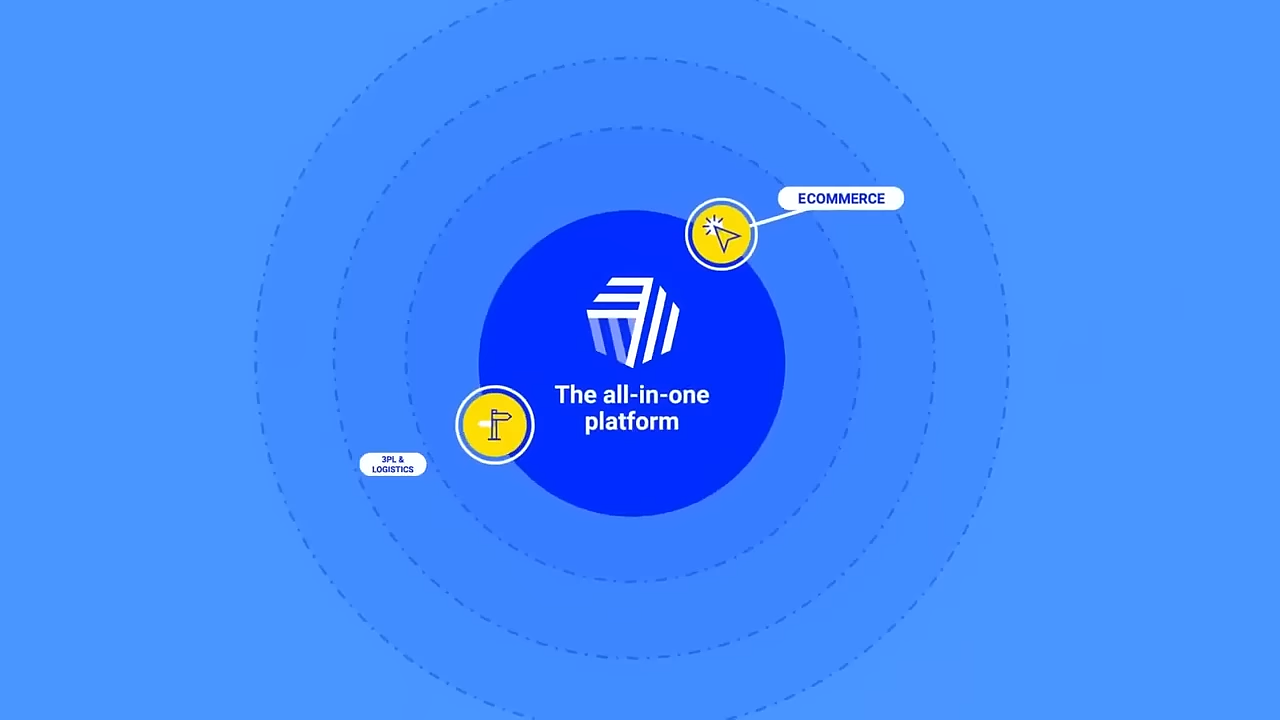 ECOMMERCE
The all-in-one
platform
3PL &
LOGISTICS